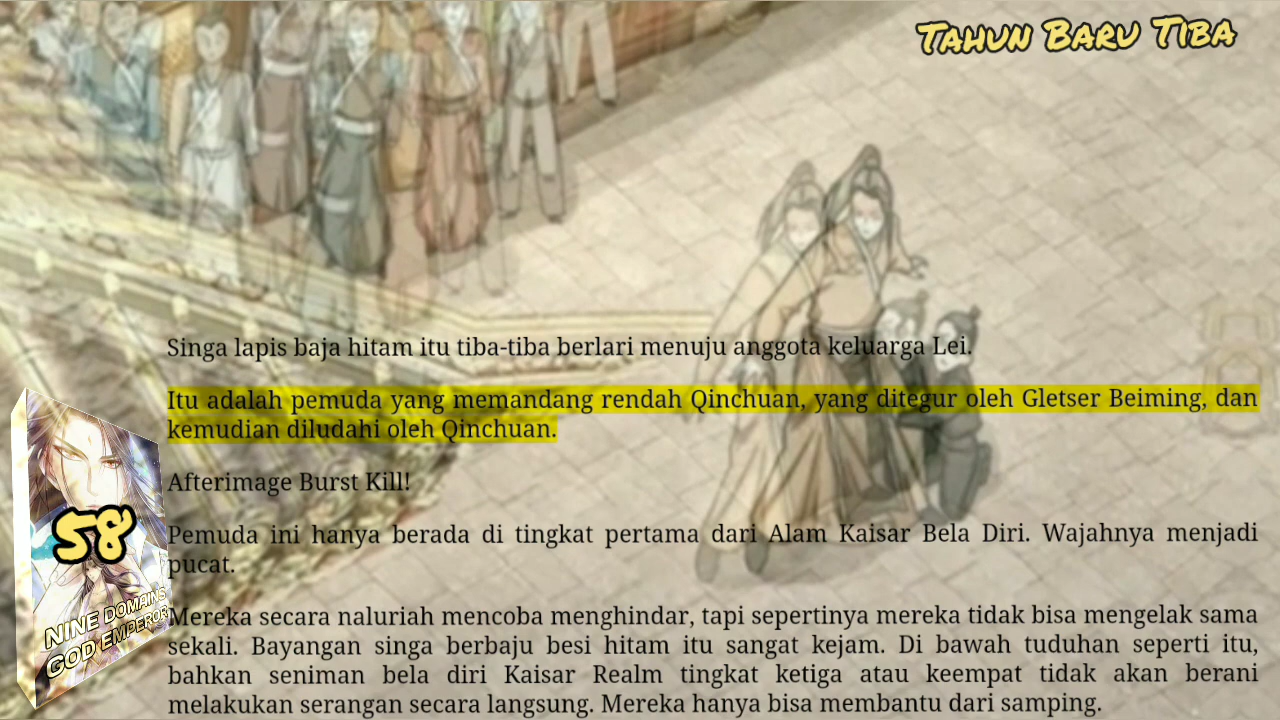 Tahun Baru Tiba
Singa lapis baja hitam itu tiba-tiba berlari menuju anggota keluarga Lei.
Itu adalah pemuda yang memandang rendah Qinchuan, yang ditegur oleh Gletser Beiming, dan
kemudian diludahi oleh Qinchuan.
Afterimage Burst Kill!
Pemuda ini hanya berada di tingkat pertama dari Alam Kaisar Bela Diri. Wajahnya menjadi
pucat.
Mereka secara naluriah mencoba menghindar, tapi sepertinya mereka tidak bisa mengelak sama
sekali. Bayangan singa berbaju besi hitam itu sangat kejam. Di bawah tuduhan seperti itu,
bahkan seniman bela diri Kaisar Realm tingkat ketiga atau keempat tidak akan berani
melakukan serangan secara langsung. Mereka hanya bisa membantu dari samping.
58
NINE DOMAINS
GOD EMPEROR